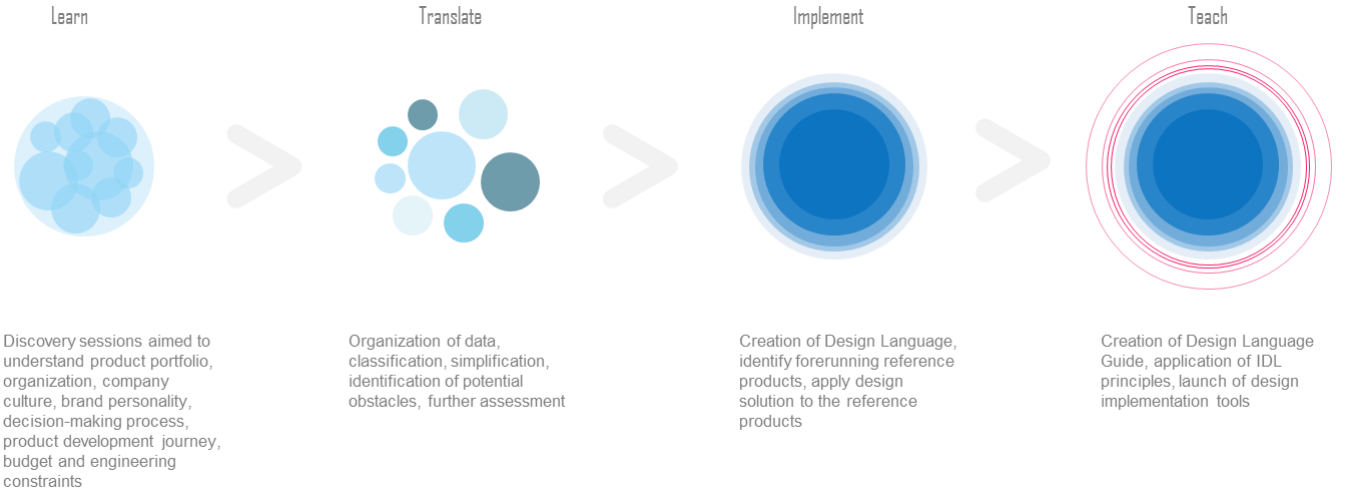 Learn
Translate
Implement
Teach
Discovery sessions aimed to
understand product portfolio,
organization, company
culture, brand personality,
decision-making process,
product development journey,
budget and engineering
constraints
Organization of data,
classification, simplification,
identification of potential
obstacles, further assessment
Creation of Design Language,
identify forerunning reference
products, apply design
solution to the reference
products
Creation of Design Language
Guide, application of IDL
principles, launch of design
implementation tools